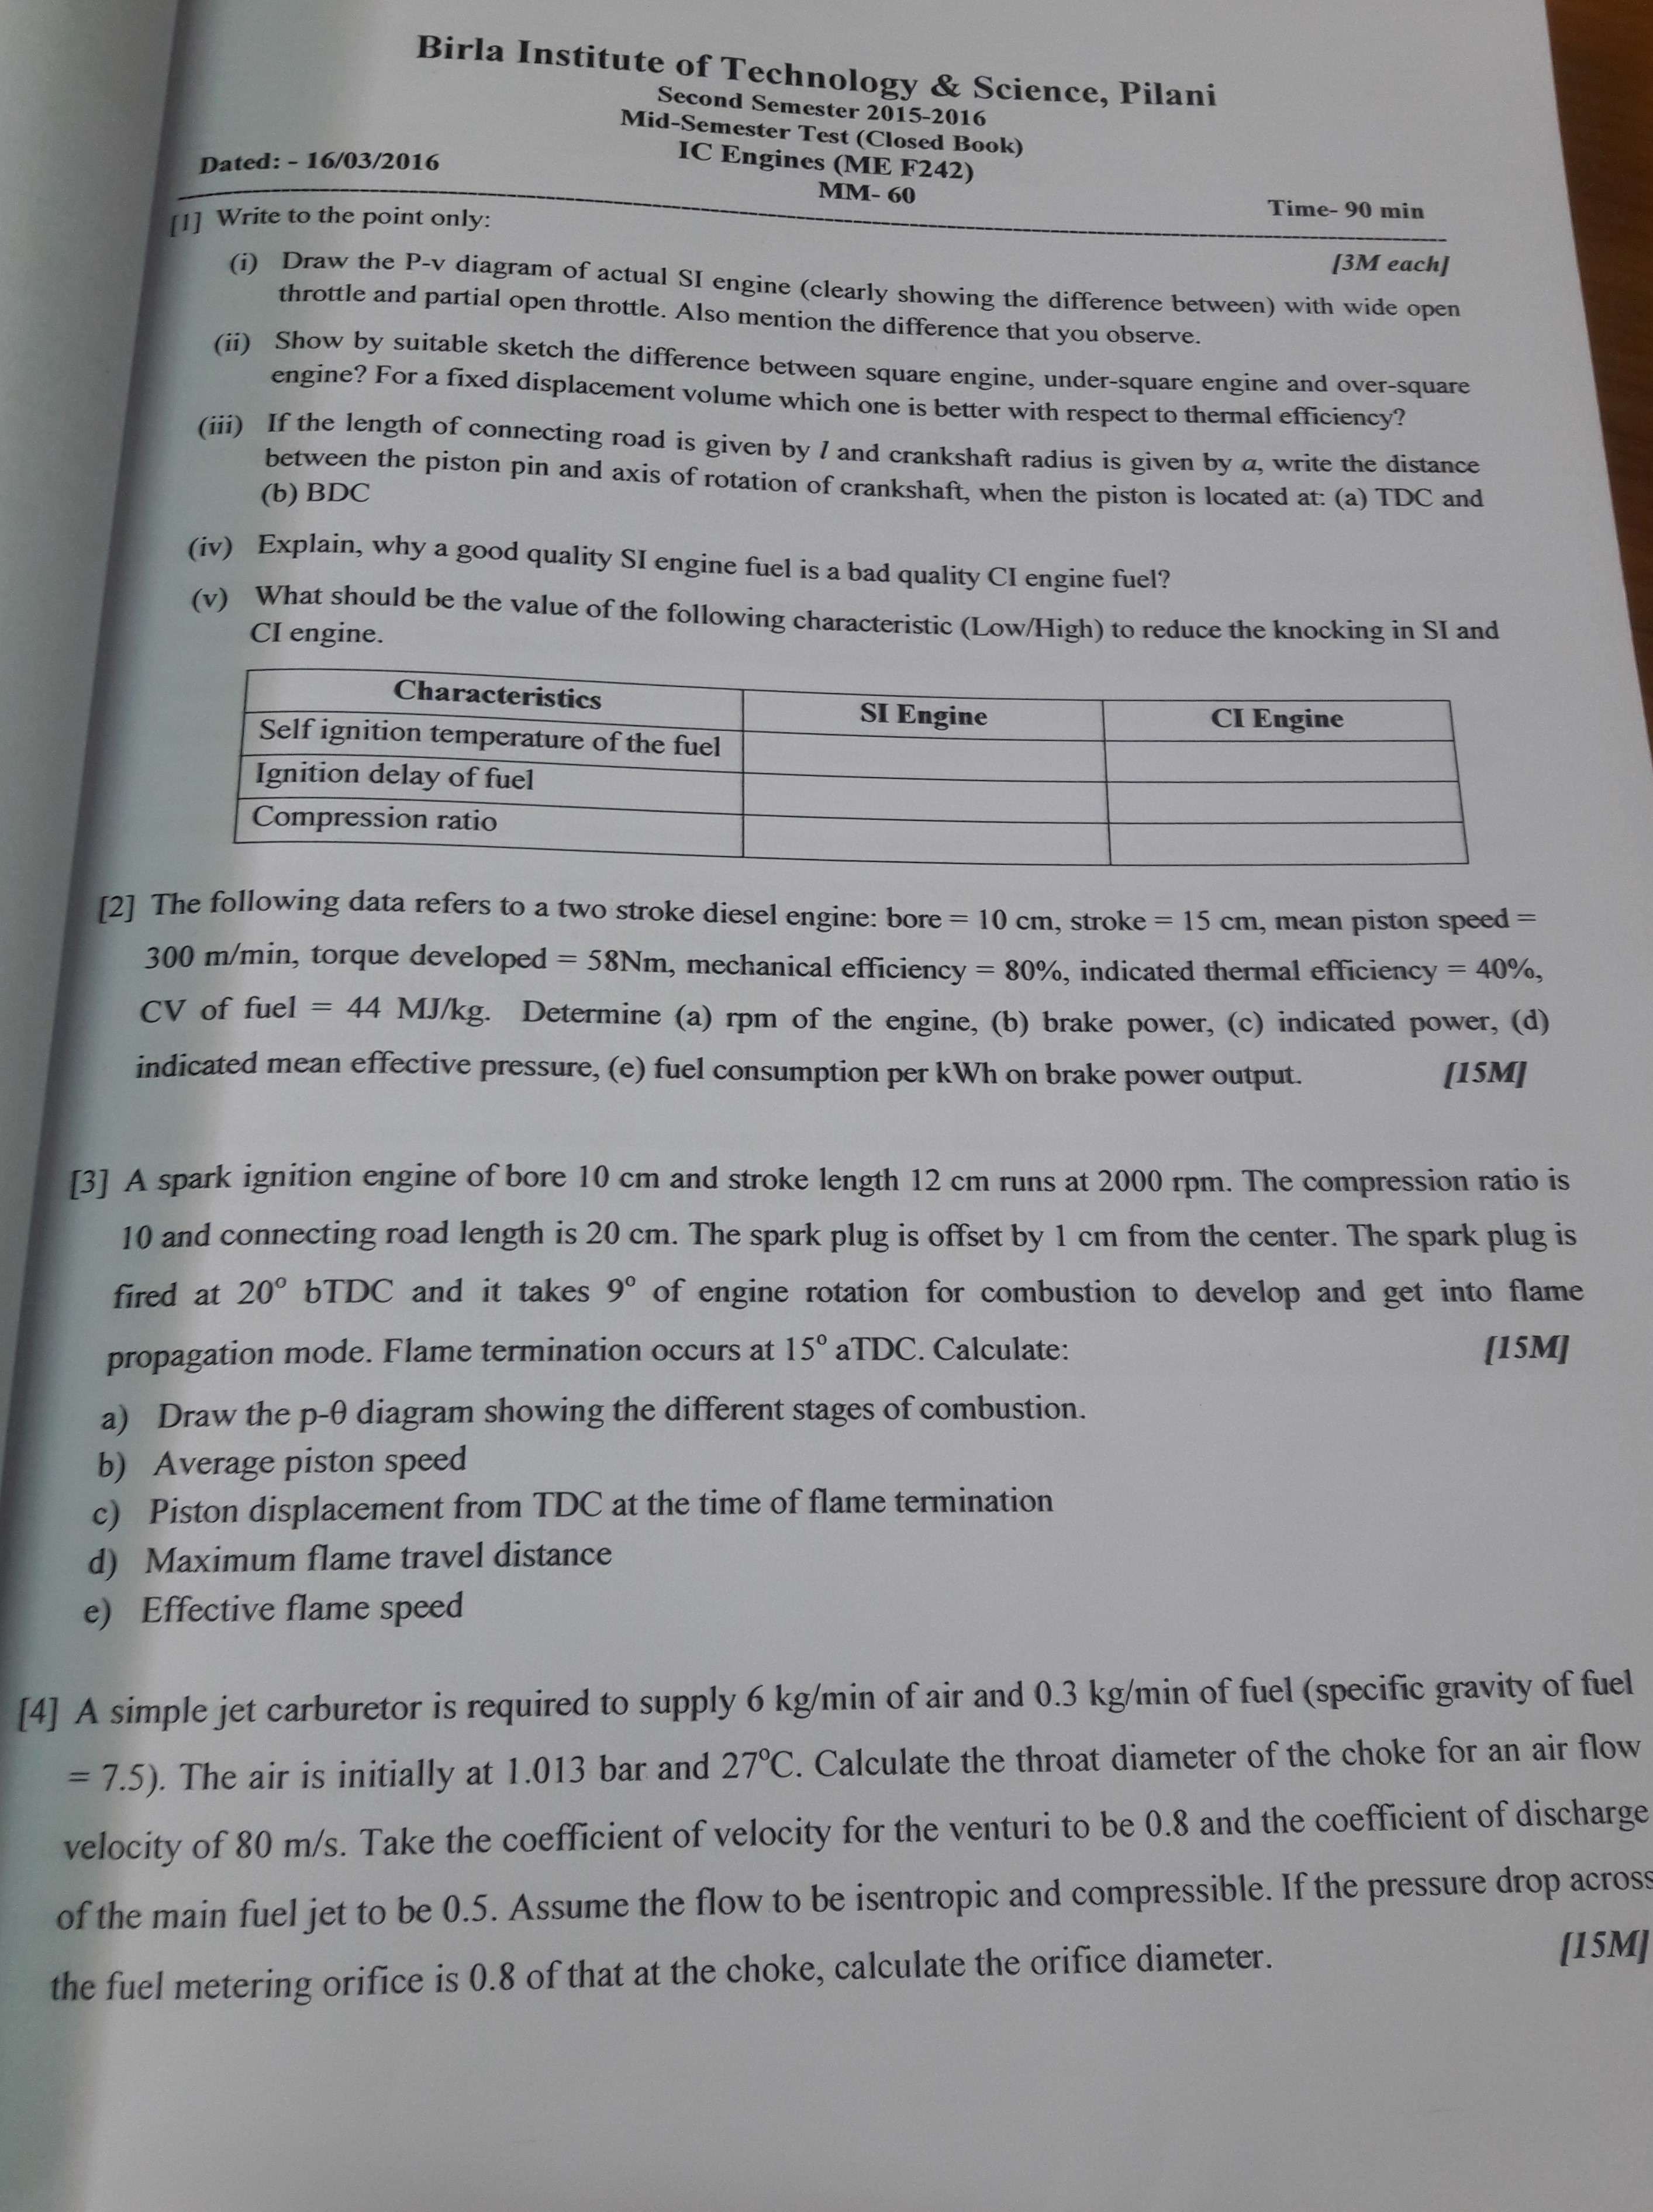 Birla Institute of Technology & Science, Pilani
Second Semester 2015-2016
Mid-Semester Test (Closed Book)
IC Engines (ME F242)
Dated: - 16/03/2016
MM- 60
Time- 90 min
[1] Write to the point only:
[3M each]
(i) Draw the P-v diagram of actual SI engine (clearly showing the difference between) with wide open
throttle and partial open throttle. Also mention the difference that you observe.
(ii) Show by suitable sketch the difference between square engine, under-square engine and over-square
engine? For a fixed displacement volume which one is better with respect to thermal efficiency?
(iii) If the length of connecting road is given by l and crankshaft radius is given by a, write the distance
between the piston pin and axis of rotation of crankshaft, when the piston is located at: (a) TDC and
(b) BDC
(iv) Explain, why a good quality SI engine fuel is a bad quality CI engine fuel?
(v) What should be the value of the following characteristic (Low/High) to reduce the knocking in SI and
CI engine.
Characteristics SI Engine CI Engine
Self ignition temperature of the fuel
Ignition delay of fuel
Compression ratio
[2] The following data refers to a two stroke diesel engine: bore = 10 cm, stroke = 15 cm, mean piston speed =
300 m/min, torque developed = 58Nm, mechanical efficiency = 80%, indicated thermal efficiency = 40%,
CV of fuel = 44 MJ/kg. Determine (a) rpm of the engine, (b) brake power, (c) indicated power, (d)
indicated mean effective pressure, (e) fuel consumption per kWh on brake power output. [15M]
[3] A spark ignition engine of bore 10 cm and stroke length 12 cm runs at 2000 rpm. The compression ratio is
10 and connecting road length is 20 cm. The spark plug is offset by 1 cm from the center. The spark plug is
fired at 20° bTDC and it takes 9° of engine rotation for combustion to develop and get into flame
propagation mode. Flame termination occurs at 15° aTDC. Calculate: [15M]
a) Draw the p-θ diagram showing the different stages of combustion.
b) Average piston speed
c) Piston displacement from TDC at the time of flame termination
d) Maximum flame travel distance
e) Effective flame speed
[4] A simple jet carburetor is required to supply 6 kg/min of air and 0.3 kg/min of fuel (specific gravity of fuel
= 7.5). The air is initially at 1.013 bar and 27°C. Calculate the throat diameter of the choke for an air flow
velocity of 80 m/s. Take the coefficient of velocity for the venturi to be 0.8 and the coefficient of discharge
of the main fuel jet to be 0.5. Assume the flow to be isentropic and compressible. If the pressure drop across
the fuel metering orifice is 0.8 of that at the choke, calculate the orifice diameter. [15M]